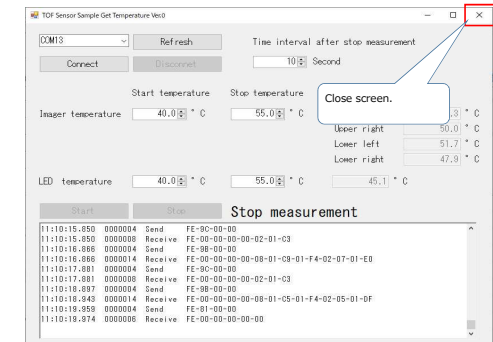 TOF Sensor Sample Get Temperature Ver.0
COM13 Refresh Time interval after stop measurement
Connect Disconnet 10 Second
Start temperature Stop temperature
Close screen.
Imager temperature 40.0 ° C 55.0 ° C .3 ° C
Upper right 50.0 ° C
Lower left 51.7 ° C
Lower right 47.9 ° C
LED temperature 40.0 ° C 55.0 ° C 45.1 ° C
Start Stop Stop measurement
11:10:15.850 0000004 Send FE-9C-00-00
11:10:15.850 0000008 Receive FE-00-00-00-00-02-01-C3
11:10:16.866 0000004 Send FE-9B-00-00
11:10:16.866 0000014 Receive FE-00-00-00-00-08-01-C9-01-F4-02-07-01-E0
11:10:17.881 0000004 Send FE-9C-00-00
11:10:17.881 0000008 Receive FE-00-00-00-00-02-01-C3
11:10:18.897 0000004 Send FE-9B-00-00
11:10:18.943 0000014 Receive FE-00-00-00-00-08-01-C5-01-F4-02-05-01-DF
11:10:19.959 0000004 Send FE-81-00-00
11:10:19.974 0000006 Receive FE-00-00-00-00-00